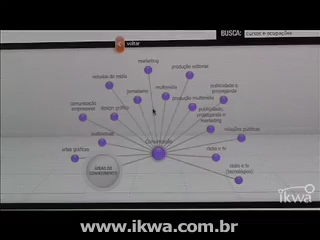 BUSCA: cursos e ocupações
voltar
marketing
estudos de mídia
produção editorial
jornalismo
multimídia
publicidade e
propaganda
comunicação
empresarial
design gráfico
produção multimídia
publicidade,
propaganda e
marketing
audiovisual
relações públicas
Comunicação
artes gráficas
rádio e tv
rádio e tv
(tecnológico)
ÁREAS DO
CONHECIMENTO
ikwa
www.ikwa.com.br